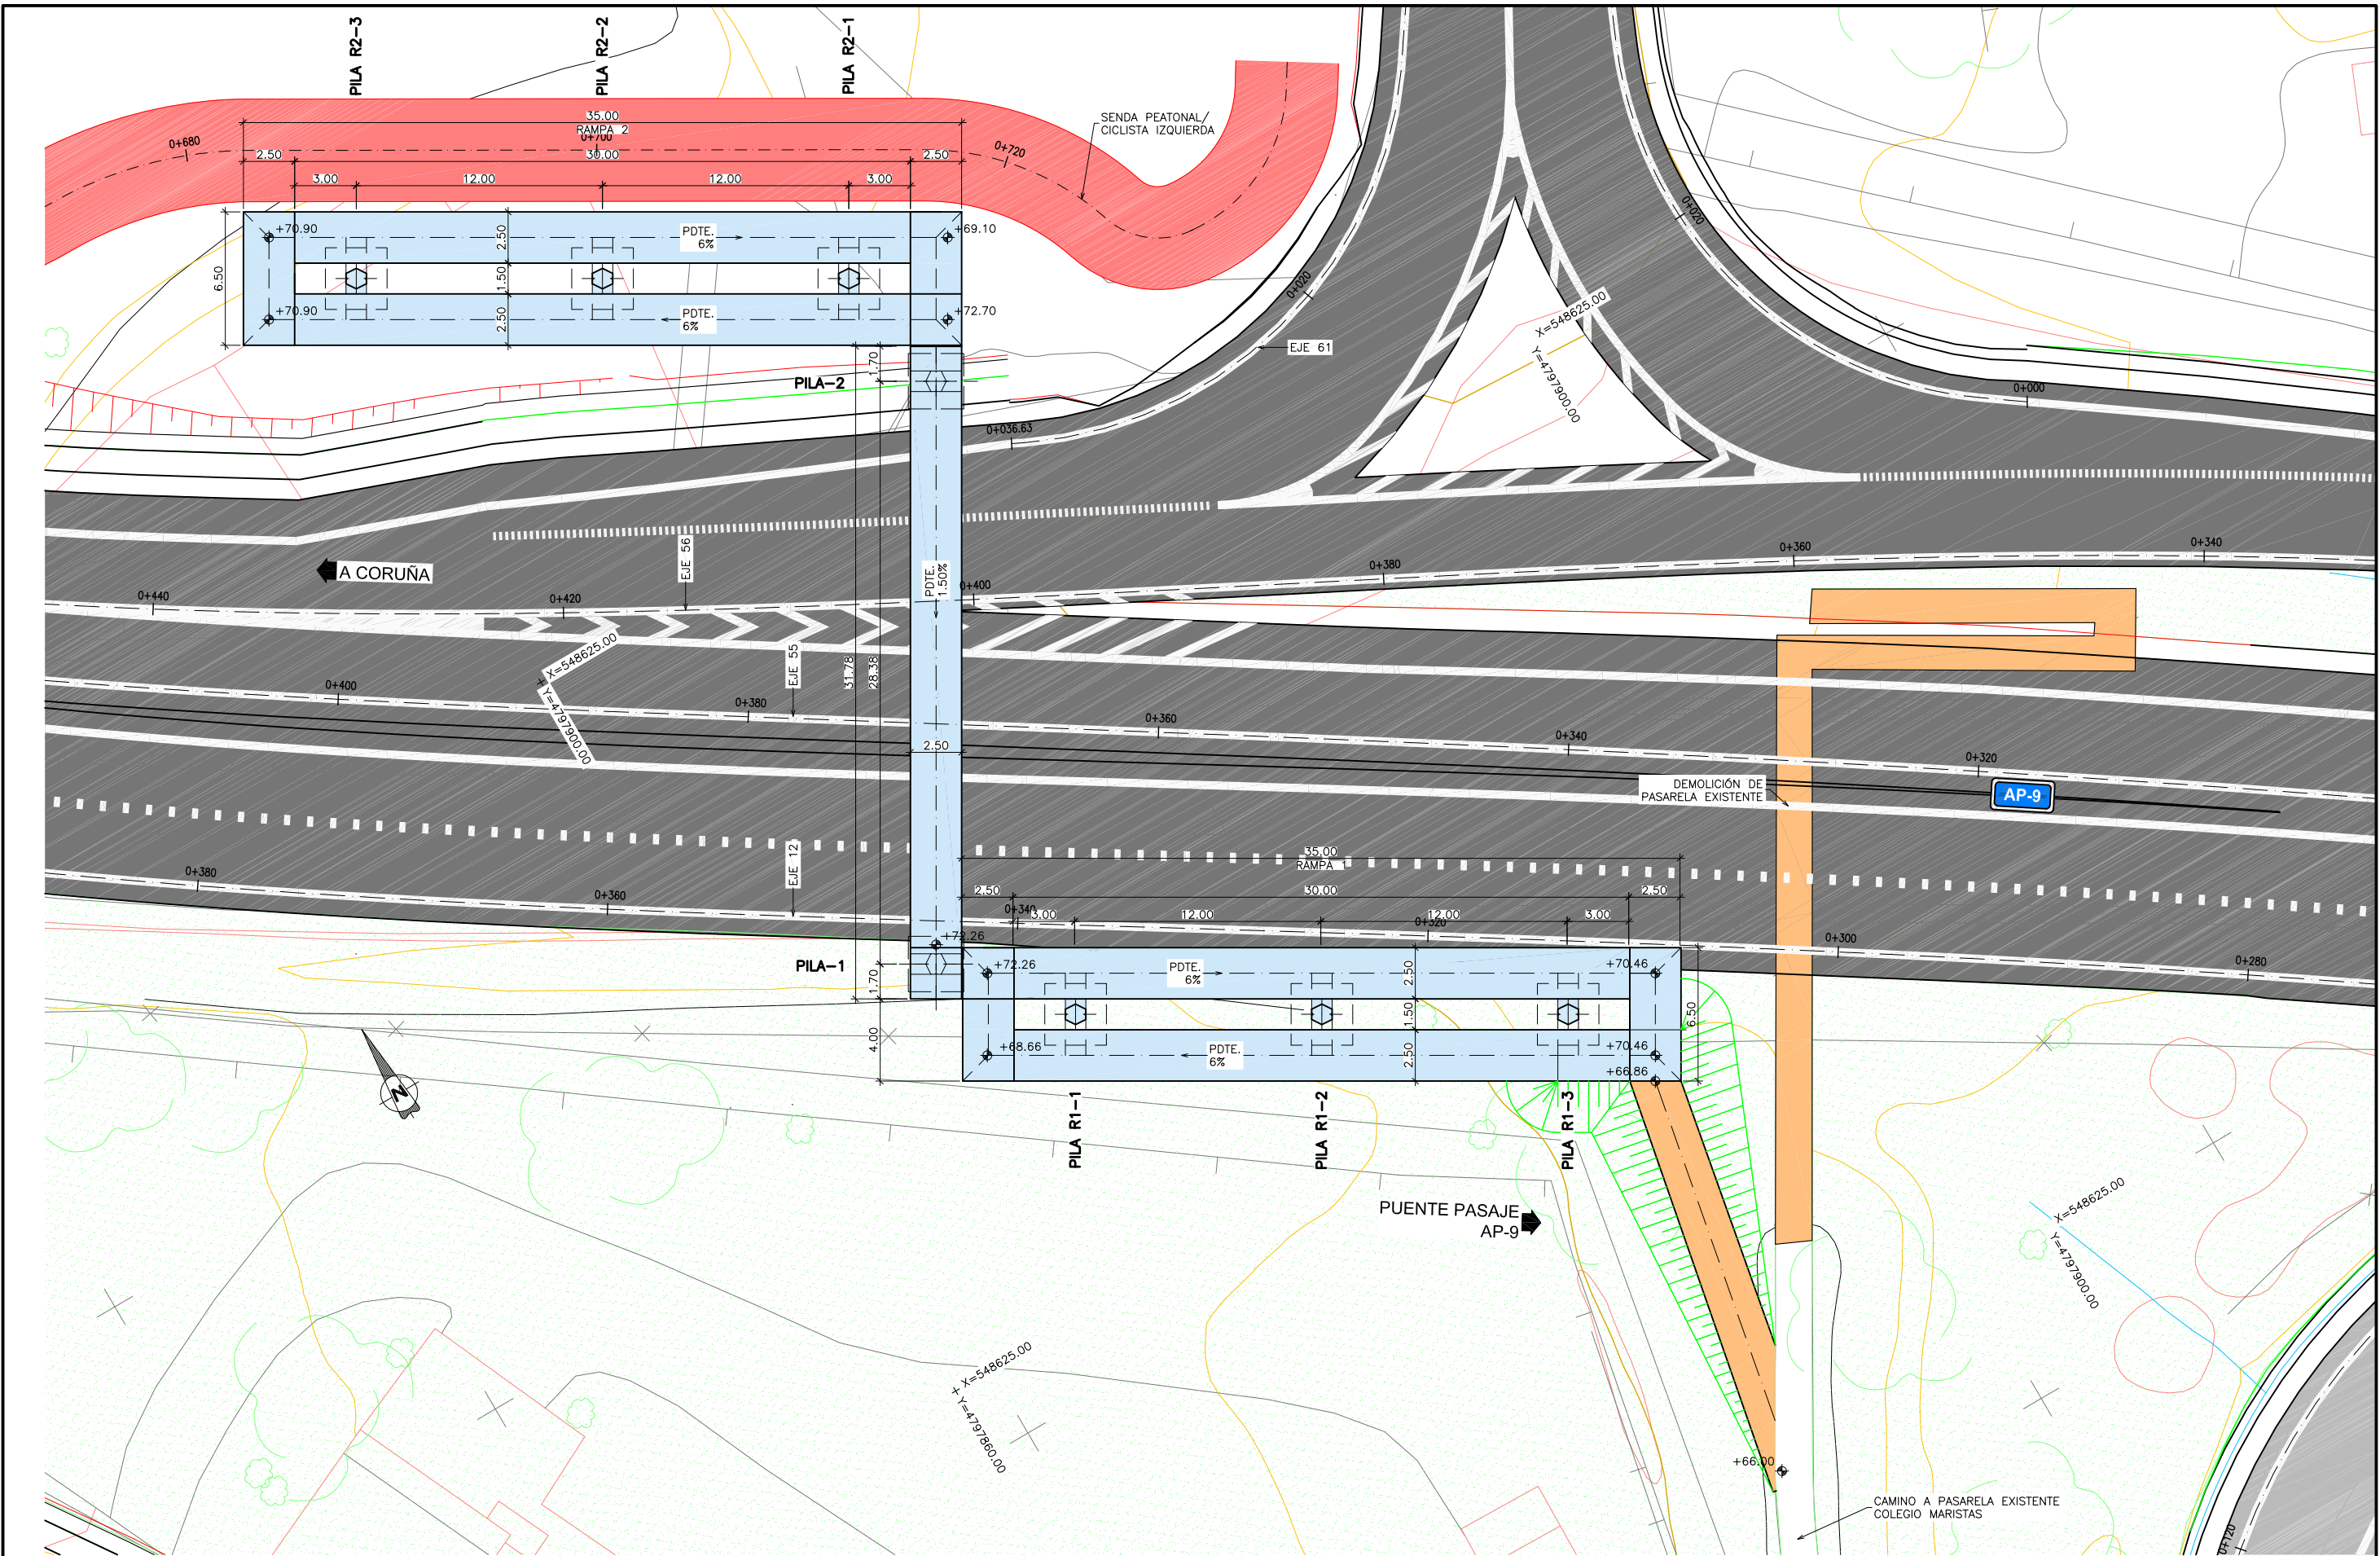 PILA R2-3
PILA R2-2
PILA R2-1
35.00
RAMPA 2
0+700
0+680
0+720
2.50
30.00
2.50
3.00
12.00
12.00
3.00
SENDA PEATONAL/
CICLISTA IZQUIERDA
+70.90
2.50
PDTE.
6%
+69.10
6.50
1.50
+70.90
2.50
PDTE.
6%
+72.70
1.70
PILA-2
0+020
0+020
X=548625.00
Y=4797900.00
EJE 61
0+000
0+036.63
A CORUÑA
EJE 56
PDTE.
1.50%
0+440
0+420
0+400
0+380
0+360
0+340
X=548625.00
Y=4797900.00
EJE 55
31.78
28.38
0+400
0+380
0+360
0+340
0+320
2.50
DEMOLICIÓN DE
PASARELA EXISTENTE
AP-9
35.00
RAMPA 1
EJE 12
0+380
0+360
0+340
0+320
0+300
0+280
2.50
30.00
2.50
3.00
12.00
12.00
3.00
+72.26
PILA-1
1.70
+72.26
PDTE.
6%
2.50
+70.46
1.50
6.50
4.00
+68.66
PDTE.
6%
2.50
+70.46
+66.86
N
PILA R1-1
PILA R1-2
PILA R1-3
PUENTE PASAJE
AP-9
X=548625.00
Y=4797900.00
X=548625.00
Y=4797860.00
+66.00
CAMINO A PASARELA EXISTENTE
COLEGIO MARISTAS
0+120